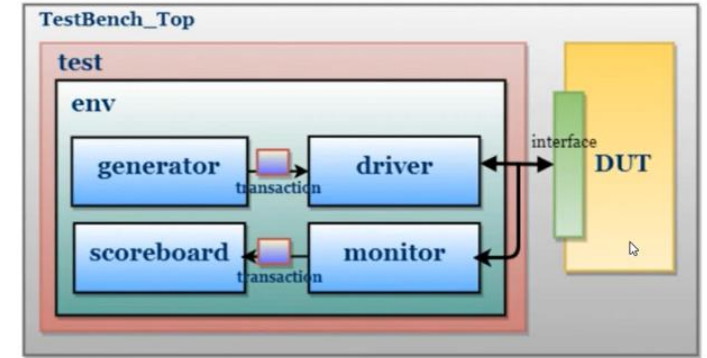 TestBench_Top
test
env
generator
transaction
driver
interface
DUT
scoreboard
transaction
monitor